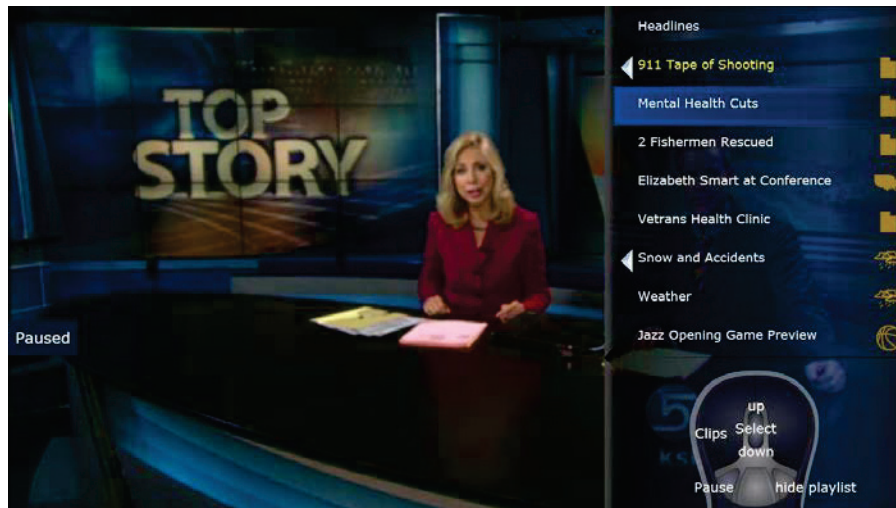 TOP
STORY
Paused
Headlines
911 Tape of Shooting
Mental Health Cuts
2 Fishermen Rescued
Elizabeth Smart at Conference
Vetrans Health Clinic
Snow and Accidents
Weather
Jazz Opening Game Preview
5
up
Clips Select
down
Pause hide playlist